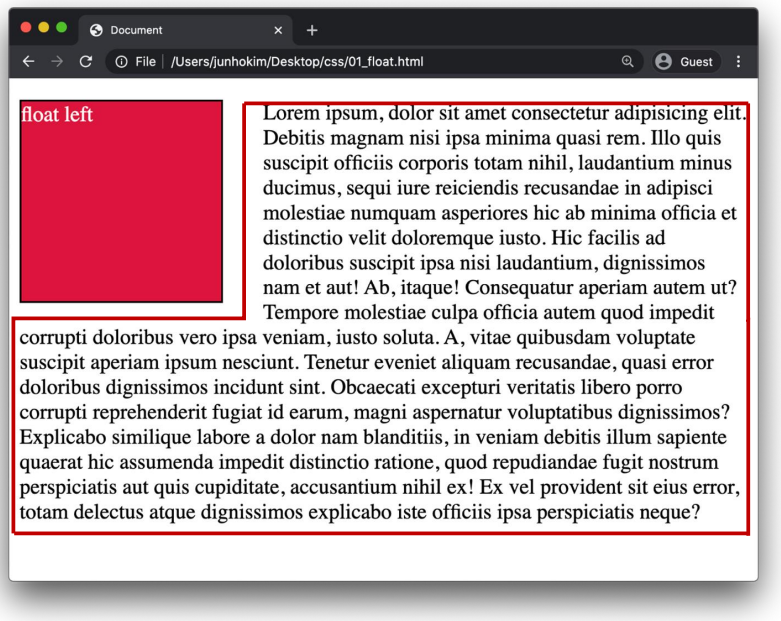 Document
File
/Users/junhokim/Desktop/css/01_float.html
Guest
float left
Lorem ipsum, dolor sit amet consectetur adipisicing elit.
Debitis magnam nisi ipsa minima quasi rem. Illo quis
suscipit officiis corporis totam nihil, laudantium minus
ducimus, sequi iure reiciendis recusandae in adipisci
molestiae numquam asperiores hic ab minima officia et
distinctio velit doloremque iusto. Hic facilis ad
doloribus suscipit ipsa nisi laudantium, dignissimos
nam et aut! Ab, itaque! Consequatur aperiam autem ut?
Tempore molestiae culpa officia autem quod impedit
corrupti doloribus vero ipsa veniam, iusto soluta. A, vitae quibusdam voluptate
suscipit aperiam ipsum nesciunt. Tenetur eveniet aliquam recusandae, quasi error
doloribus dignissimos incidunt sint. Obcaecati excepturi veritatis libero porro
corrupti reprehenderit fugiat id earum, magni aspernatur voluptatibus dignissimos?
Explicabo similique labore a dolor nam blanditiis, in veniam debitis illum sapiente
quaerat hic assumenda impedit distinctio ratione, quod repudiandae fugit nostrum
perspiciatis aut quis cupiditate, accusantium nihil ex! Ex vel provident sit eius error,
totam delectus atque dignissimos explicabo iste officiis ipsa perspiciatis neque?